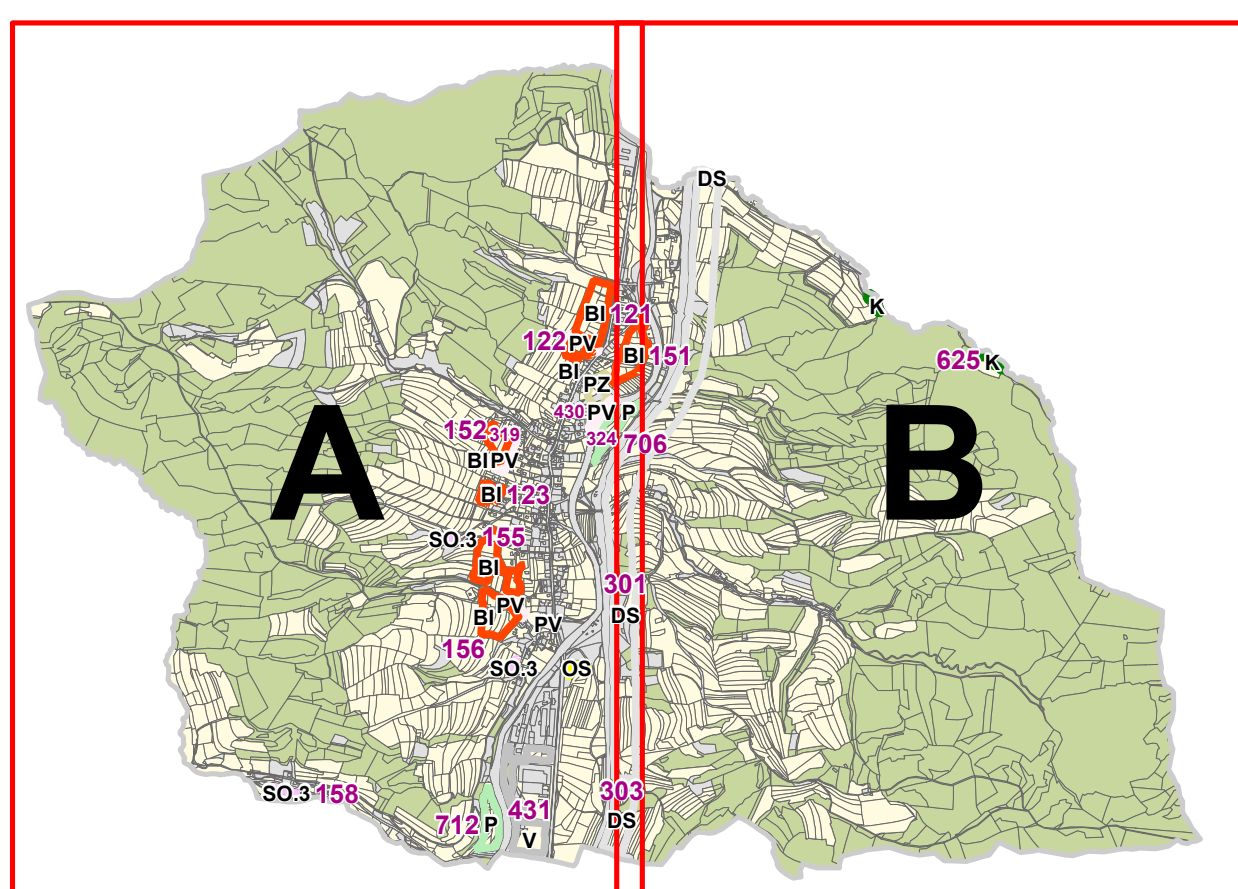 DS
K
BI 121
122 PV
BI 151
625 K
BI
PZ
430 PV P
324 706
152 319
BI PV
A
B
BI 123
SO.3 155
BI
301
PV
DS
BI
PV
156
SO.3 OS
SO.3 158
303
431
712 P
DS
V